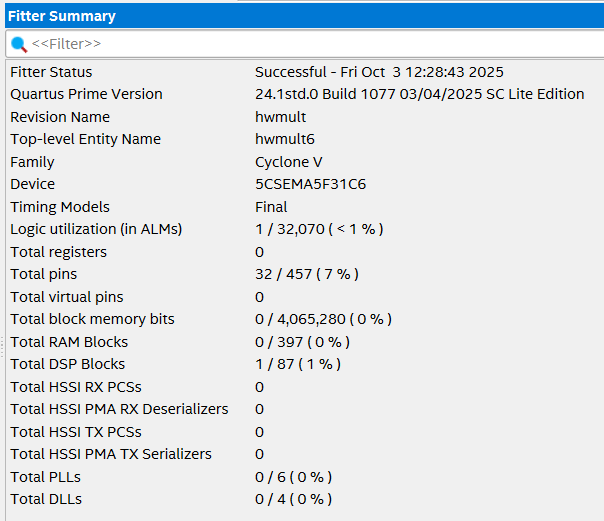 Fitter Summary
<<Filter>>
Fitter Status Successful - Fri Oct 3 12:28:43 2025
Quartus Prime Version 24.1std.0 Build 1077 03/04/2025 SC Lite Edition
Revision Name hwmult
Top-level Entity Name hwmult6
Family Cyclone V
Device 5CSEMA5F31C6
Timing Models Final
Logic utilization (in ALMs) 1 / 32,070 ( < 1 % )
Total registers 0
Total pins 32 / 457 ( 7 % )
Total virtual pins 0
Total block memory bits 0 / 4,065,280 ( 0 % )
Total RAM Blocks 0 / 397 ( 0 % )
Total DSP Blocks 1 / 87 ( 1 % )
Total HSSI RX PCSs 0
Total HSSI PMA RX Deserializers 0
Total HSSI TX PCSs 0
Total HSSI PMA TX Serializers 0
Total PLLs 0 / 6 ( 0 % )
Total DLLs 0 / 4 ( 0 % )